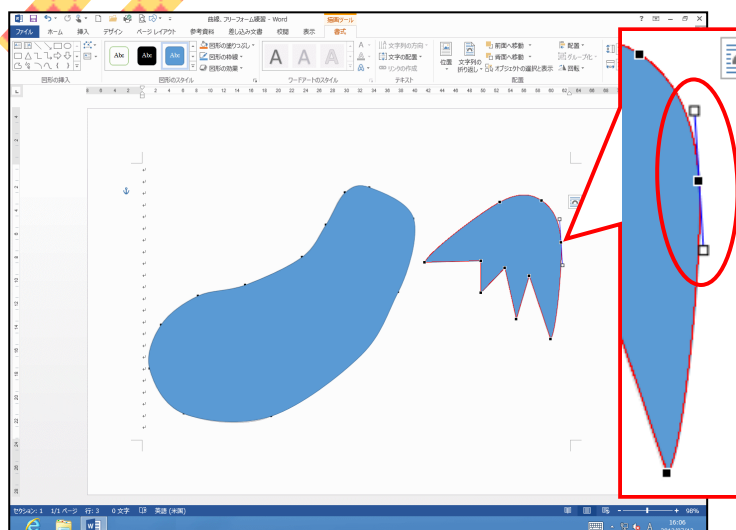 曲線、フリーフォーム練習 - Word
描画ツール
ファイル ホーム 挿入 デザイン ページ レイアウト 参考資料 差し込み文書 校閲 表示 書式
Abc Abc Abc
図形の塗りつぶし
図形の枠線
図形の効果
A A A
文字列の方向
文字の配置
リンクの作成
位置
文字列の
折り返し
前面へ移動
背面へ移動
オブジェクトの選択と表示
配置
グループ化
回転
図形の挿入 図形のスタイル ワードアートのスタイル テキスト 配置
セクション: 1 1/1 ページ 行: 3 0 文字 英語 (米国) 98%
16:06